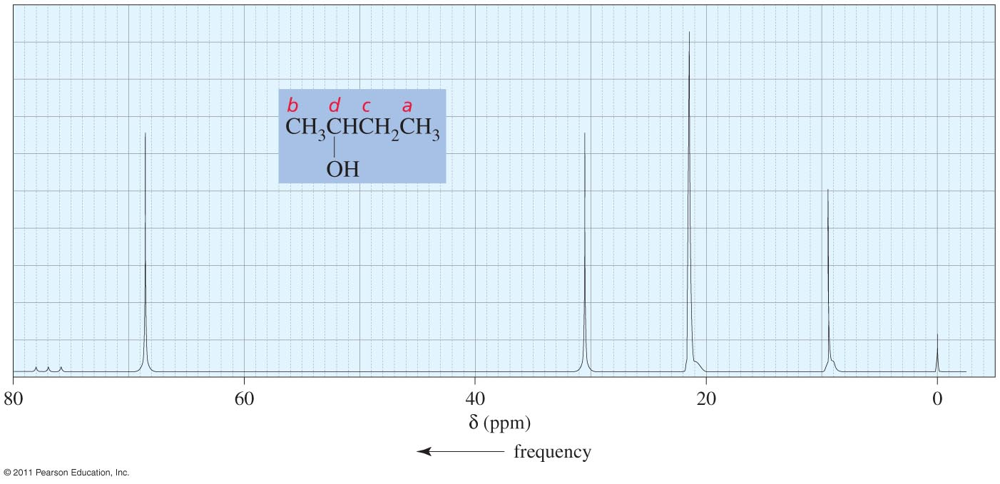 b d c a
CH₃CHCH₂CH₃
OH
80 60 40 20 0
δ (ppm)
frequency
© 2011 Pearson Education, Inc.